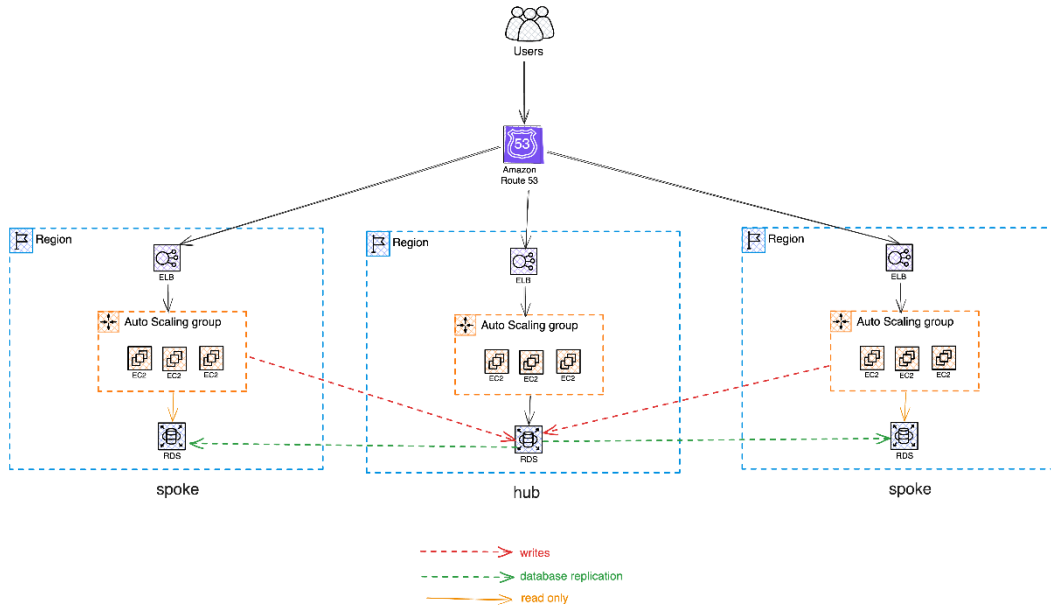 Users
53
Amazon
Route 53
Region
Region
Region
ELB
ELB
ELB
Auto Scaling group
Auto Scaling group
Auto Scaling group
EC2
EC2
EC2
EC2
EC2
EC2
EC2
EC2
EC2
RDS
RDS
RDS
spoke
hub
spoke
writes
database replication
read only